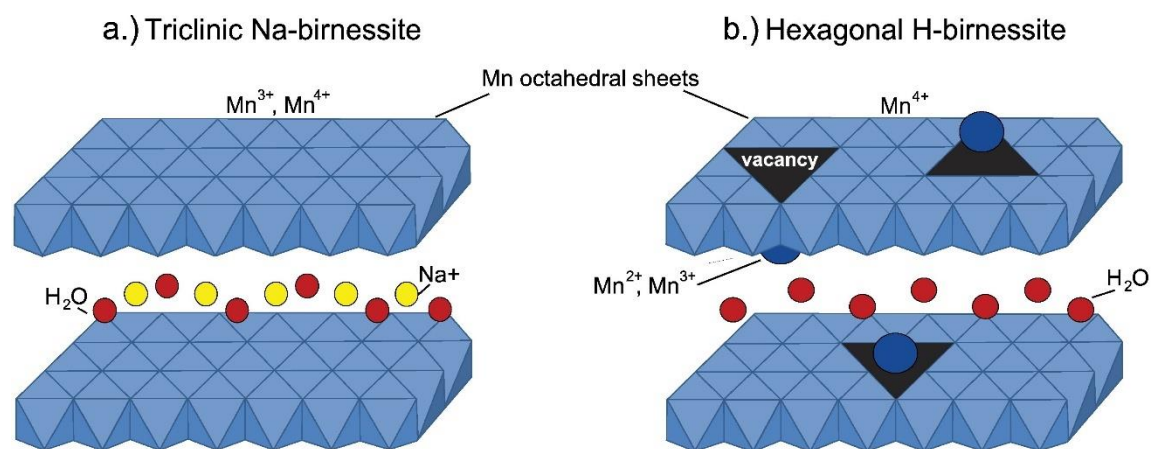 a.) Triclinic Na-birnessite
b.) Hexagonal H-birnessite
Mn octahedral sheets
Mn³⁺, Mn⁴⁺
Mn⁴⁺
vacancy
Na+
H₂O
Mn²⁺, Mn³⁺
H₂O